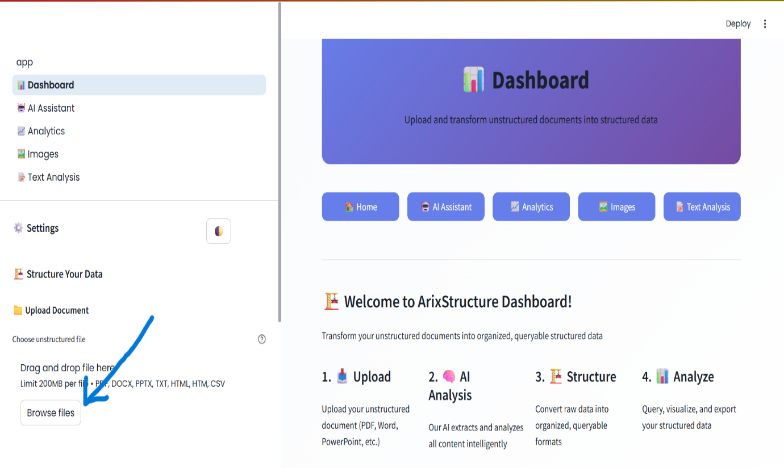 Deploy
app
Dashboard
AI Assistant
Analytics
Images
Text Analysis
Settings
Structure Your Data
Upload Document
Choose unstructured file
Drag and drop file here
Limit 200MB per file • PDF, DOCX, PPTX, TXT, HTML, HTM, CSV
Browse files
Dashboard
Upload and transform unstructured documents into structured data
Home
AI Assistant
Analytics
Images
Text Analysis
Welcome to ArixStructure Dashboard!
Transform your unstructured documents into organized, queryable structured data
1. Upload
Upload your unstructured
document (PDF, Word,
PowerPoint, etc.)
2. AI
Analysis
Our AI extracts and analyzes
all content intelligently
3. Structure
Convert raw data into
organized, queryable
formats
4. Analyze
Query, visualize, and export
your structured data